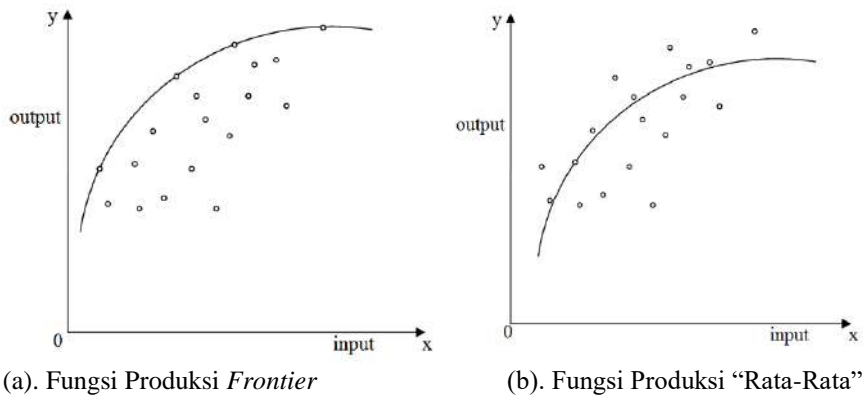 y
output
0
input
x
(a). Fungsi Produksi Frontier
y
output
0
input
x
(b). Fungsi Produksi “Rata-Rata”